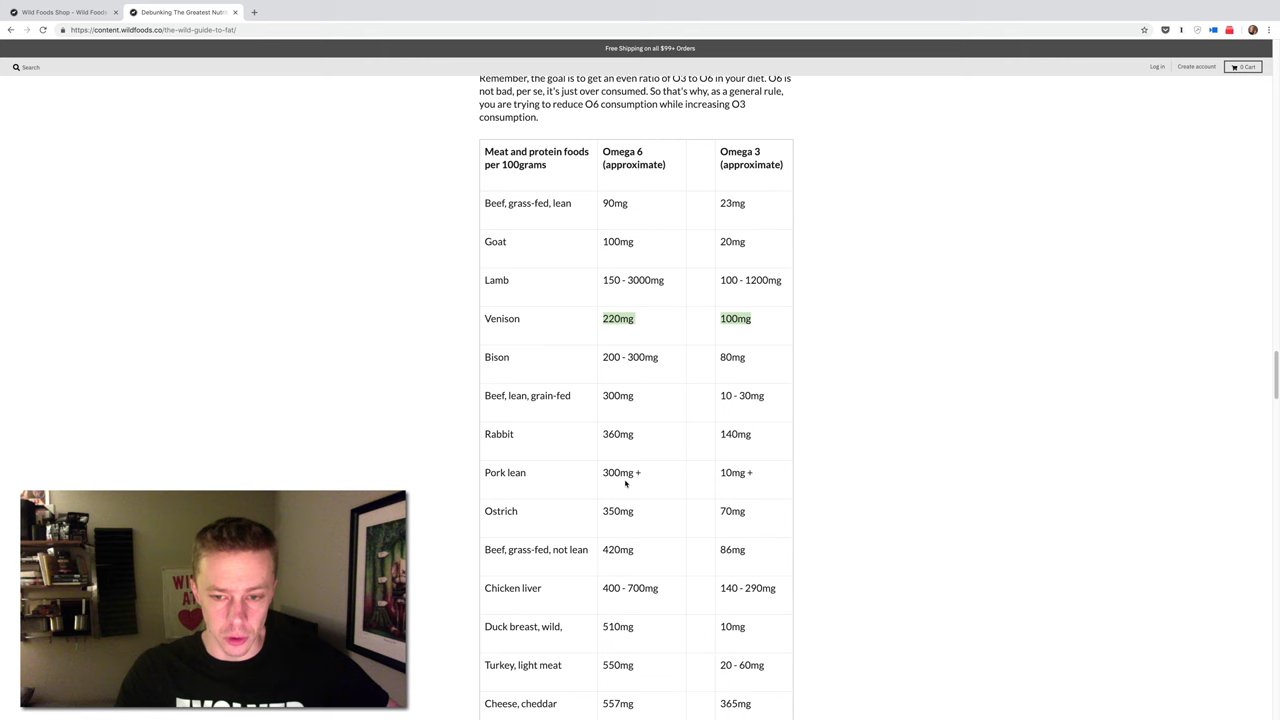 Wild Foods Shop - Wild Foods
Debunking The Greatest Nutri
https://content.wildfoods.co/the-wild-guide-to-fat/
Free Shipping on all $99+ Orders
Search
Log in
Create account
0 Cart
Remember, the goal is to get an even ratio of O3 to O6 in your diet. O6 is
not bad, per se, it's just over consumed. So that's why, as a general rule,
you are trying to reduce O6 consumption while increasing O3
consumption.
Meat and protein foods per 100grams Omega 6 (approximate) Omega 3 (approximate)
Beef, grass-fed, lean 90mg 23mg
Goat 100mg 20mg
Lamb 150 - 3000mg 100 - 1200mg
Venison 220mg 100mg
Bison 200 - 300mg 80mg
Beef, lean, grain-fed 300mg 10 - 30mg
Rabbit 360mg 140mg
Pork lean 300mg + 10mg +
Ostrich 350mg 70mg
Beef, grass-fed, not lean 420mg 86mg
Chicken liver 400 - 700mg 140 - 290mg
Duck breast, wild, 510mg 10mg
Turkey, light meat 550mg 20 - 60mg
Cheese, cheddar 557mg 365mg